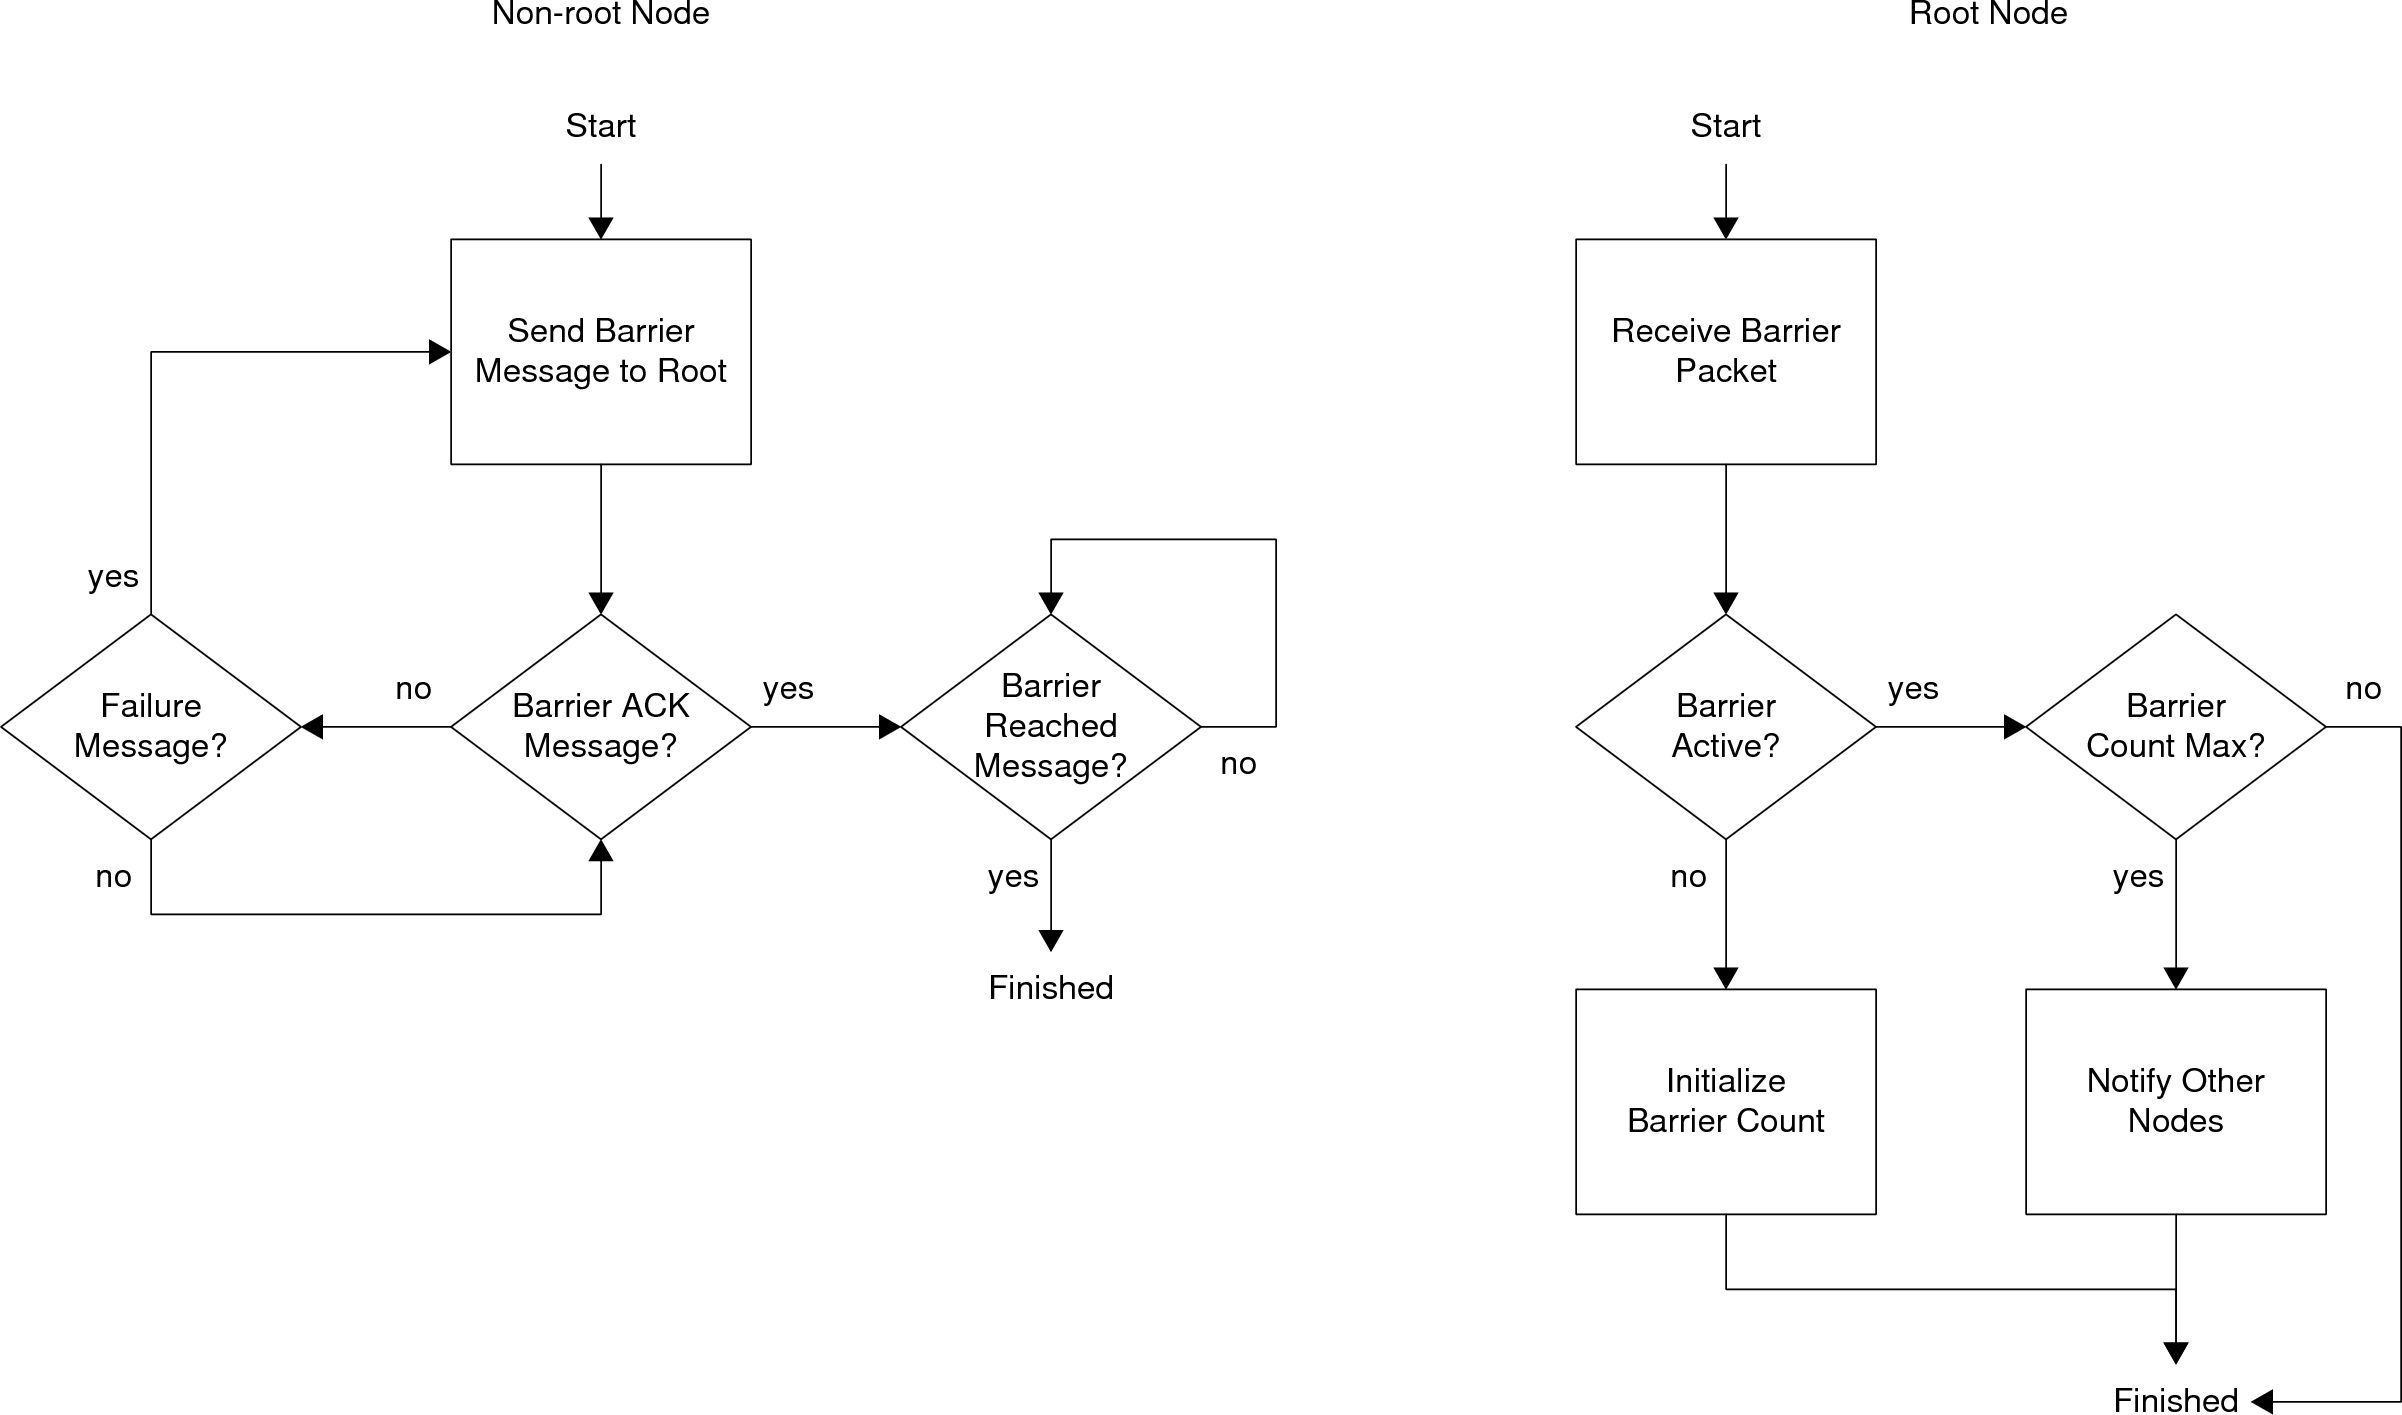 Non-root Node
Start
Send Barrier
Message to Root
yes
Failure
Message?
no
no
Barrier ACK
Message?
yes
Barrier
Reached
Message?
no
yes
Finished
Root Node
Start
Receive Barrier
Packet
Barrier
Active?
yes
Barrier
Count Max?
no
no
yes
Initialize
Barrier Count
Notify Other
Nodes
Finished